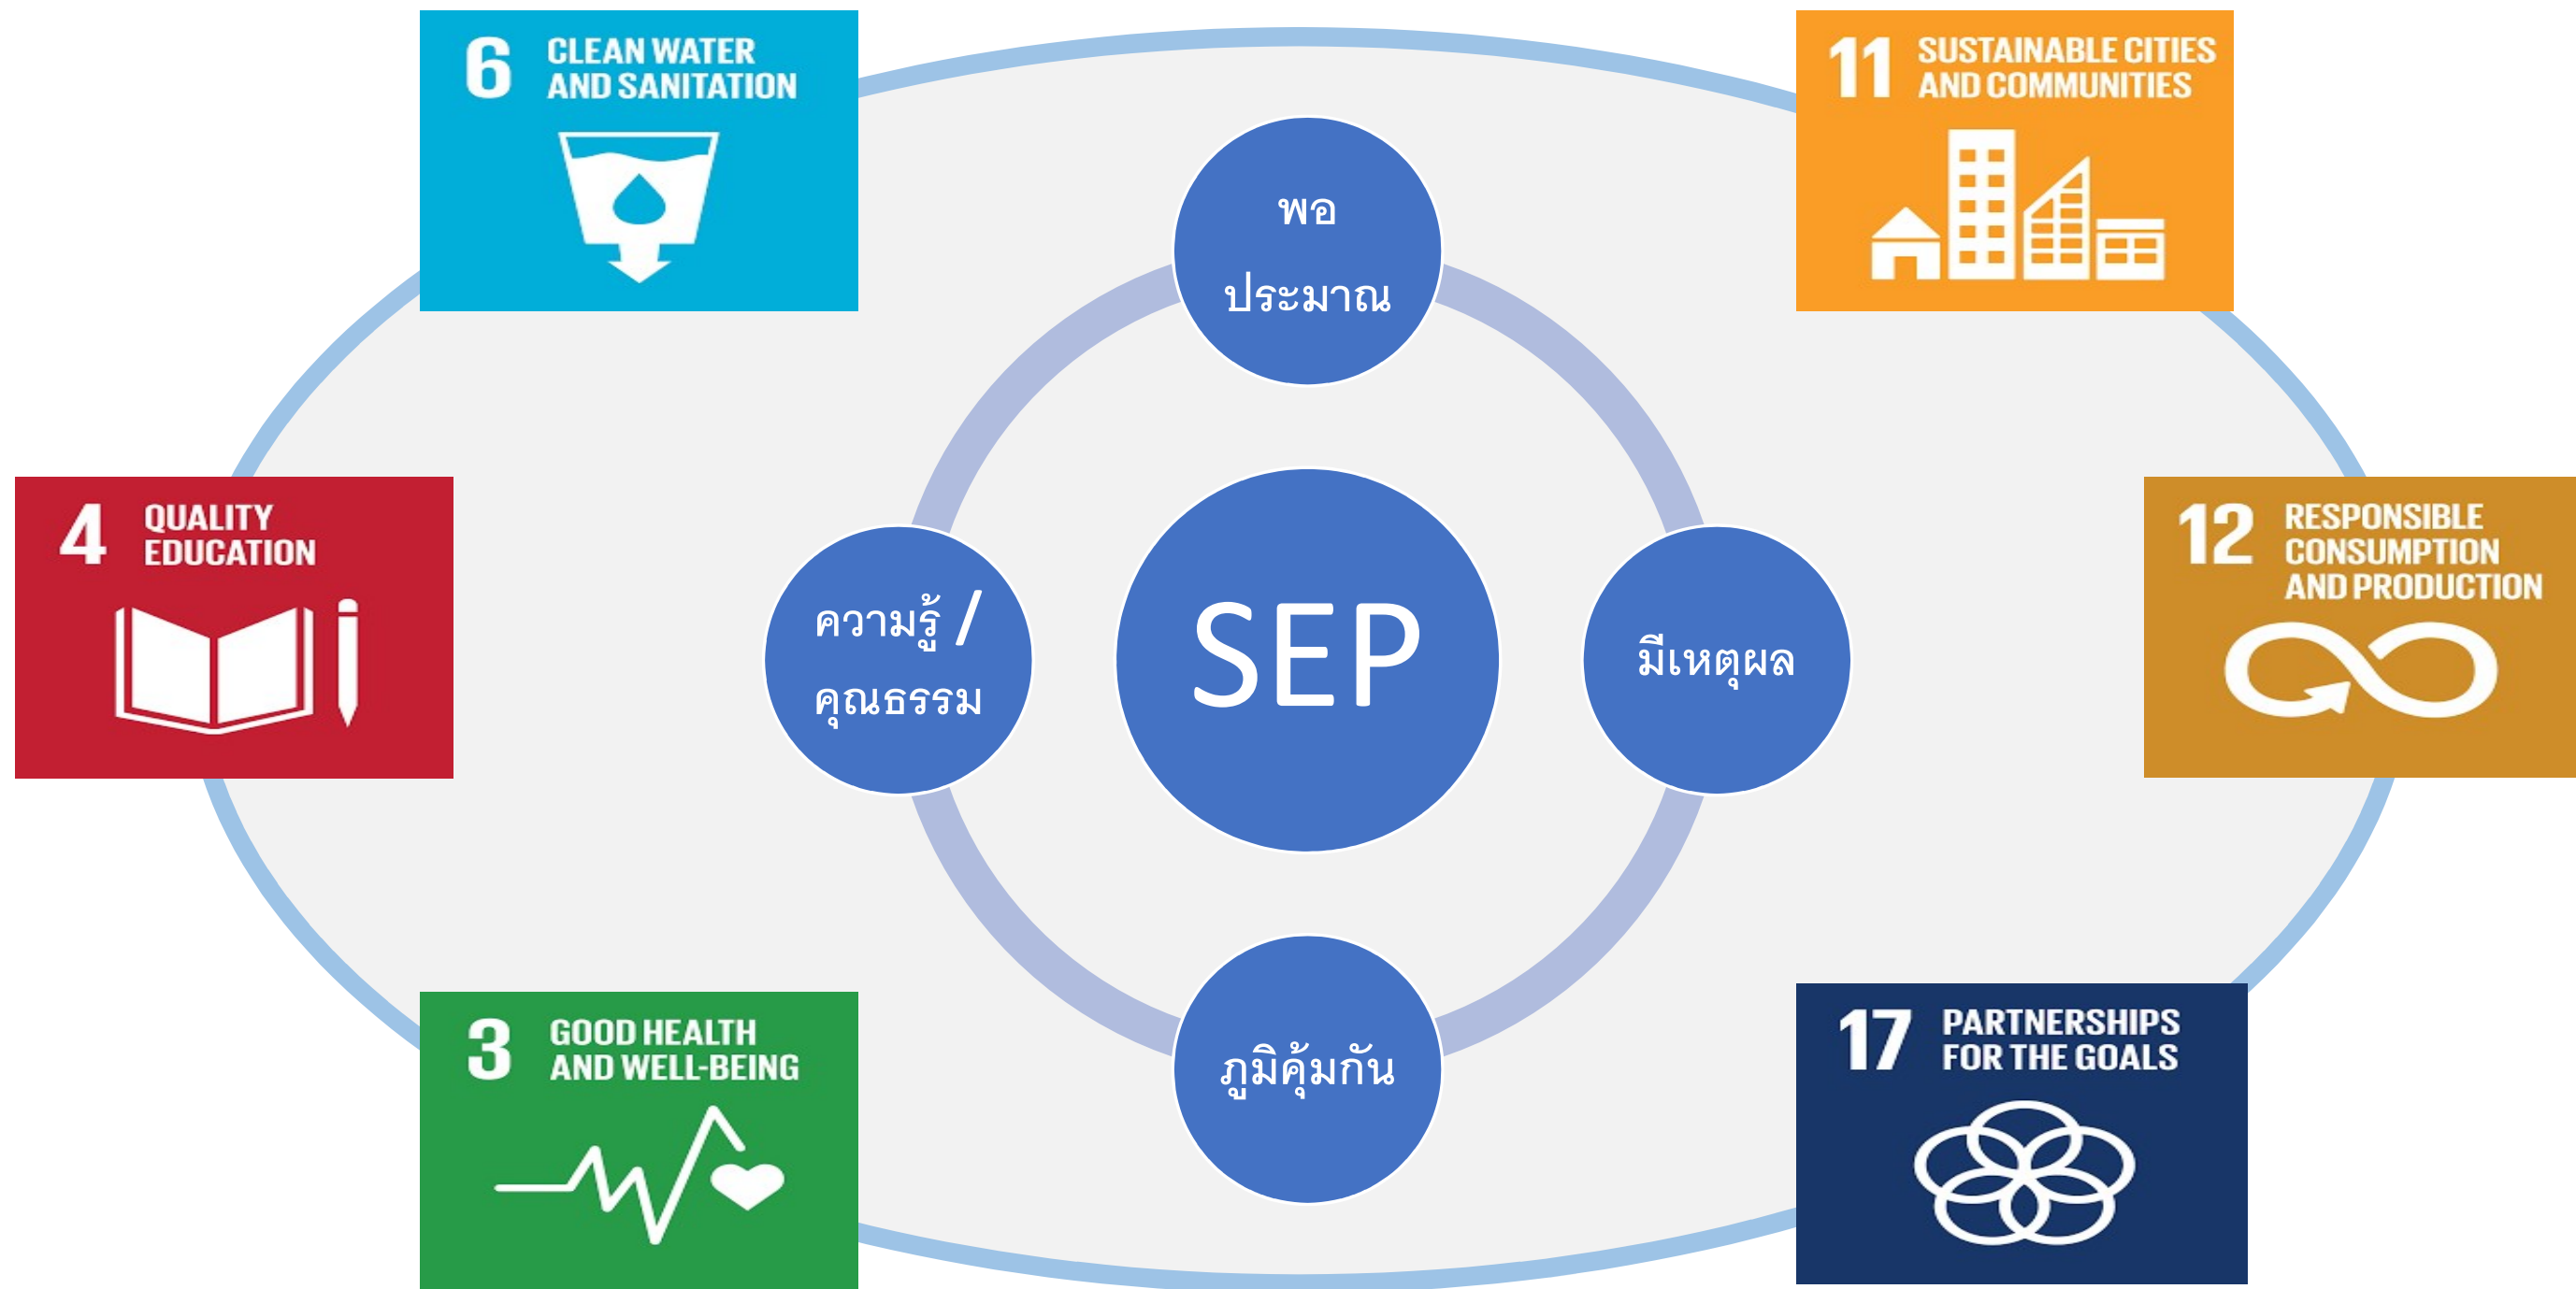 6 CLEAN WATER
AND SANITATION
11 SUSTAINABLE CITIES
AND COMMUNITIES
พอ
ประมาณ
4 QUALITY
EDUCATION
ความรู้ /
คุณธรรม
SEP
มีเหตุผล
12 RESPONSIBLE
CONSUMPTION
AND PRODUCTION
3 GOOD HEALTH
AND WELL-BEING
ภูมิคุ้มกัน
17 PARTNERSHIPS
FOR THE GOALS